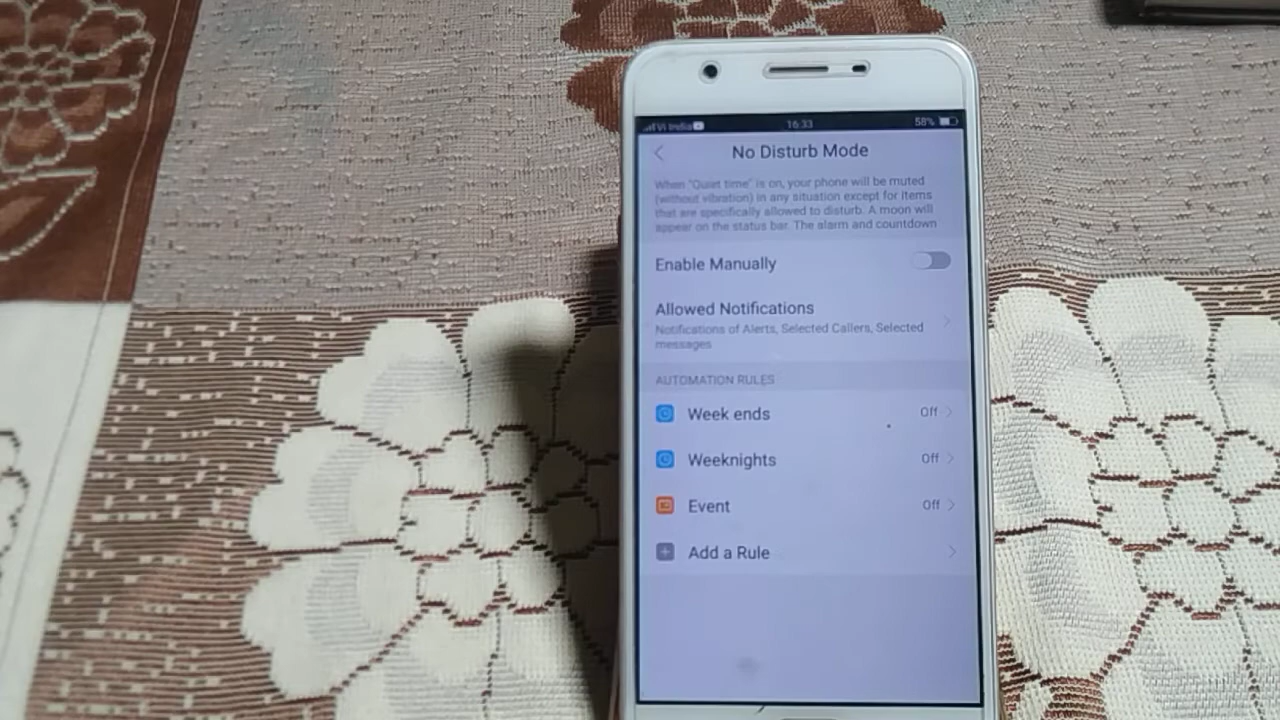 Vi India
16:33
58%
No Disturb Mode
When "Quiet time" is on, your phone will be muted
(without vibration) in any situation except for items
that are specifically allowed to disturb. A moon will
appear on the status bar. The alarm and countdown
Enable Manually
Allowed Notifications
Notifications of Alerts, Selected Callers, Selected
messages
AUTOMATION RULES
Week ends Off
Weeknights Off
Event Off
Add a Rule